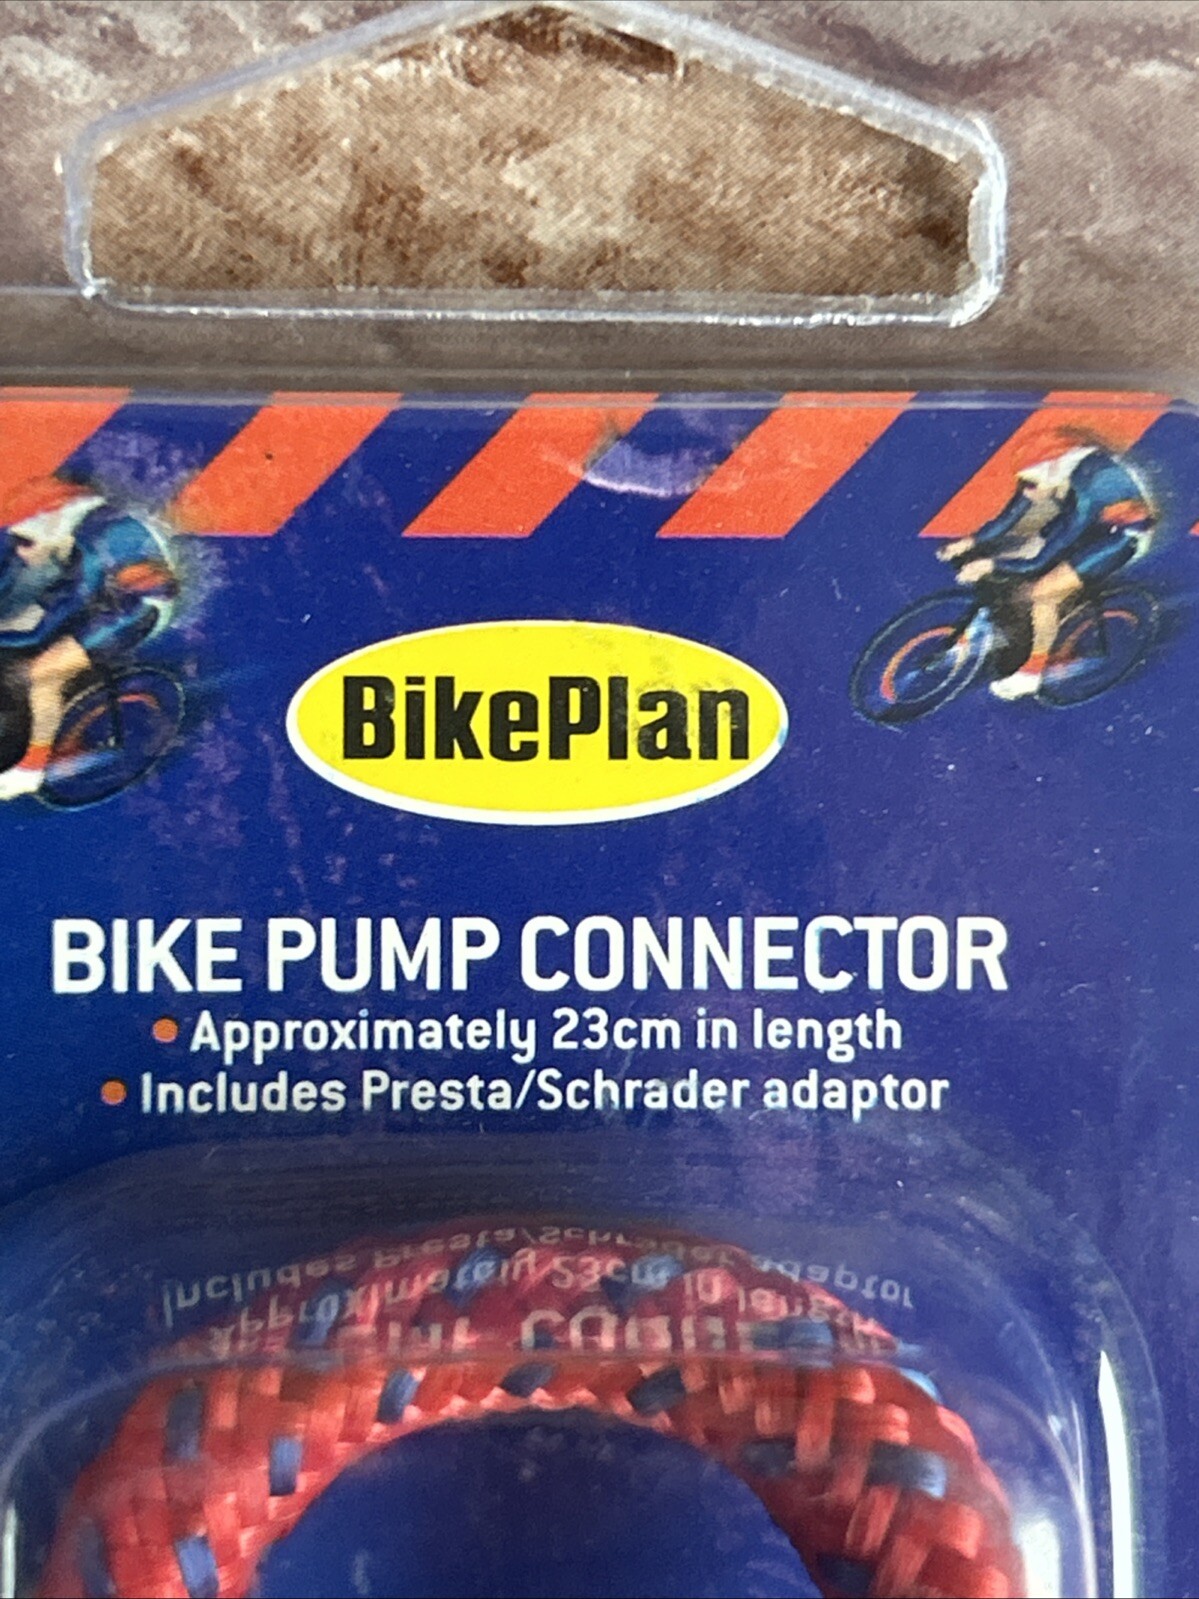 BikePlan
BIKE PUMP CONNECTOR
• Approximately 23cm in length
• Includes Presta/Schrader adaptor